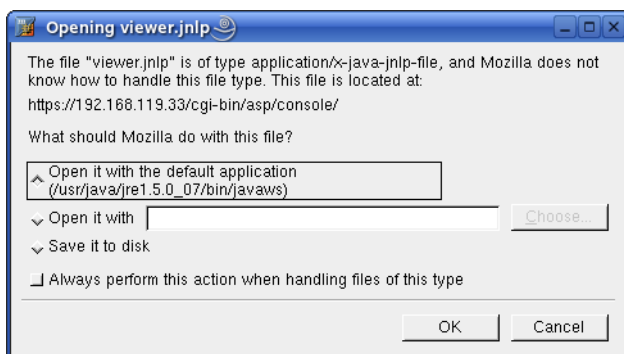 Opening viewer.jnlp
The file "viewer.jnlp" is of type application/x-java-jnlp-file, and Mozilla does not
know how to handle this file type. This file is located at:
https://192.168.119.33/cgi-bin/asp/console/
What should Mozilla do with this file?
Open it with the default application
(/usr/java/jre1.5.0_07/bin/javaws)
Open it with
Choose...
Save it to disk
Always perform this action when handling files of this type
OK
Cancel